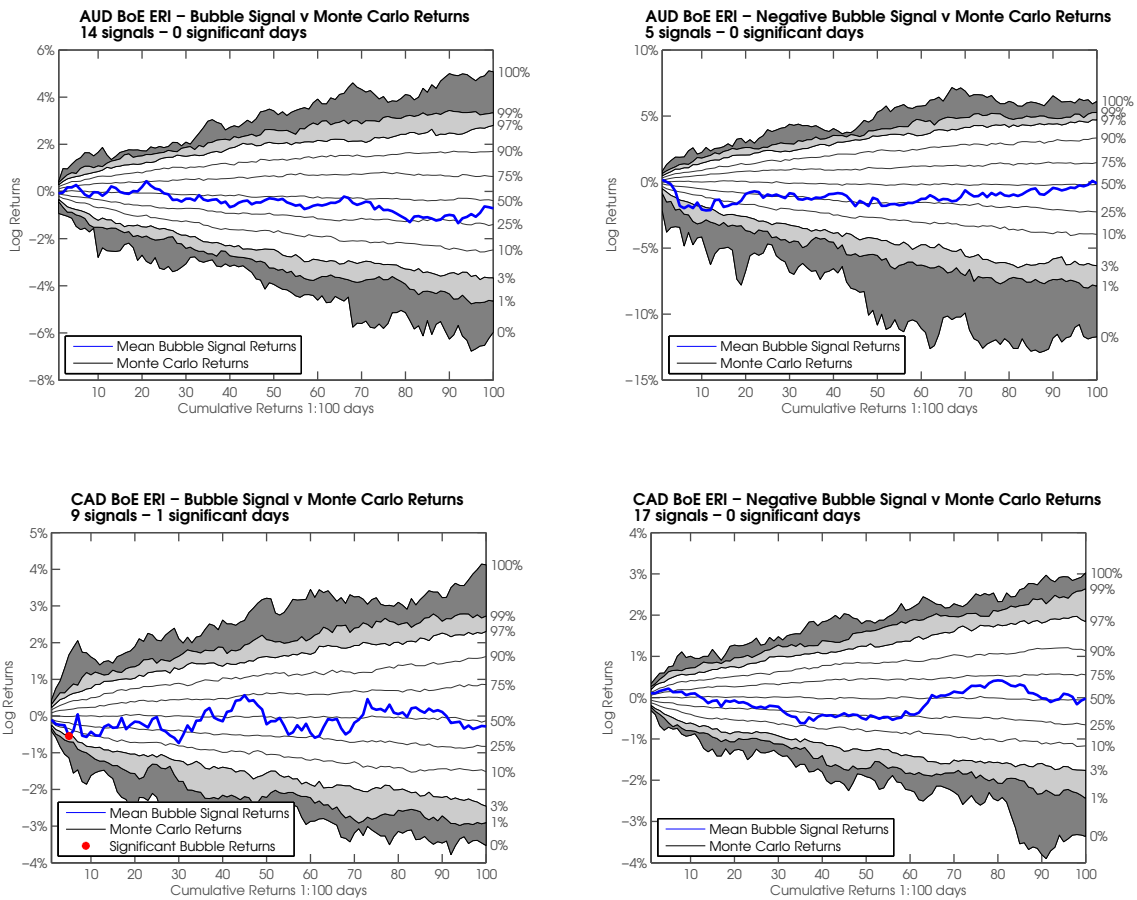 AUD BoE ERI – Bubble Signal v Monte Carlo Returns
14 signals – 0 significant days
6%
4%
2%
0%
−2%
−4%
−6%
−8%
Log Returns
100%
99%
97%
90%
75%
50%
25%
10%
3%
1%
0%
Mean Bubble Signal Returns
Monte Carlo Returns
10 20 30 40 50 60 70 80 90 100
Cumulative Returns 1:100 days
AUD BoE ERI – Negative Bubble Signal v Monte Carlo Returns
5 signals – 0 significant days
10%
5%
0%
−5%
−10%
−15%
Log Returns
100%
99%
97%
90%
75%
50%
25%
10%
3%
1%
0%
Mean Bubble Signal Returns
Monte Carlo Returns
10 20 30 40 50 60 70 80 90 100
Cumulative Returns 1:100 days
CAD BoE ERI – Bubble Signal v Monte Carlo Returns
9 signals – 1 significant days
5%
4%
3%
2%
1%
0%
−1%
−2%
−3%
−4%
Log Returns
100%
99%
97%
90%
75%
50%
25%
10%
3%
1%
0%
Mean Bubble Signal Returns
Monte Carlo Returns
Significant Bubble Returns
10 20 30 40 50 60 70 80 90 100
Cumulative Returns 1:100 days
CAD BoE ERI – Negative Bubble Signal v Monte Carlo Returns
17 signals – 0 significant days
4%
3%
2%
1%
0%
−1%
−2%
−3%
−4%
Log Returns
100%
99%
97%
90%
75%
50%
25%
10%
3%
1%
0%
Mean Bubble Signal Returns
Monte Carlo Returns
10 20 30 40 50 60 70 80 90 100
Cumulative Returns 1:100 days